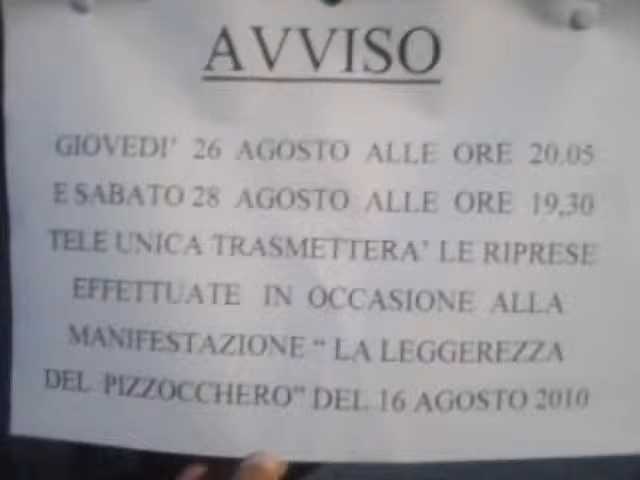 AVVISO
GIOVEDI' 26 AGOSTO ALLE ORE 20.05
E SABATO 28 AGOSTO ALLE ORE 19,30
TELE UNICA TRASMETTERA' LE RIPRESE
EFFETTUATE IN OCCASIONE ALLA
MANIFESTAZIONE “ LA LEGGEREZZA
DEL PIZZOCCHERO” DEL 16 AGOSTO 2010